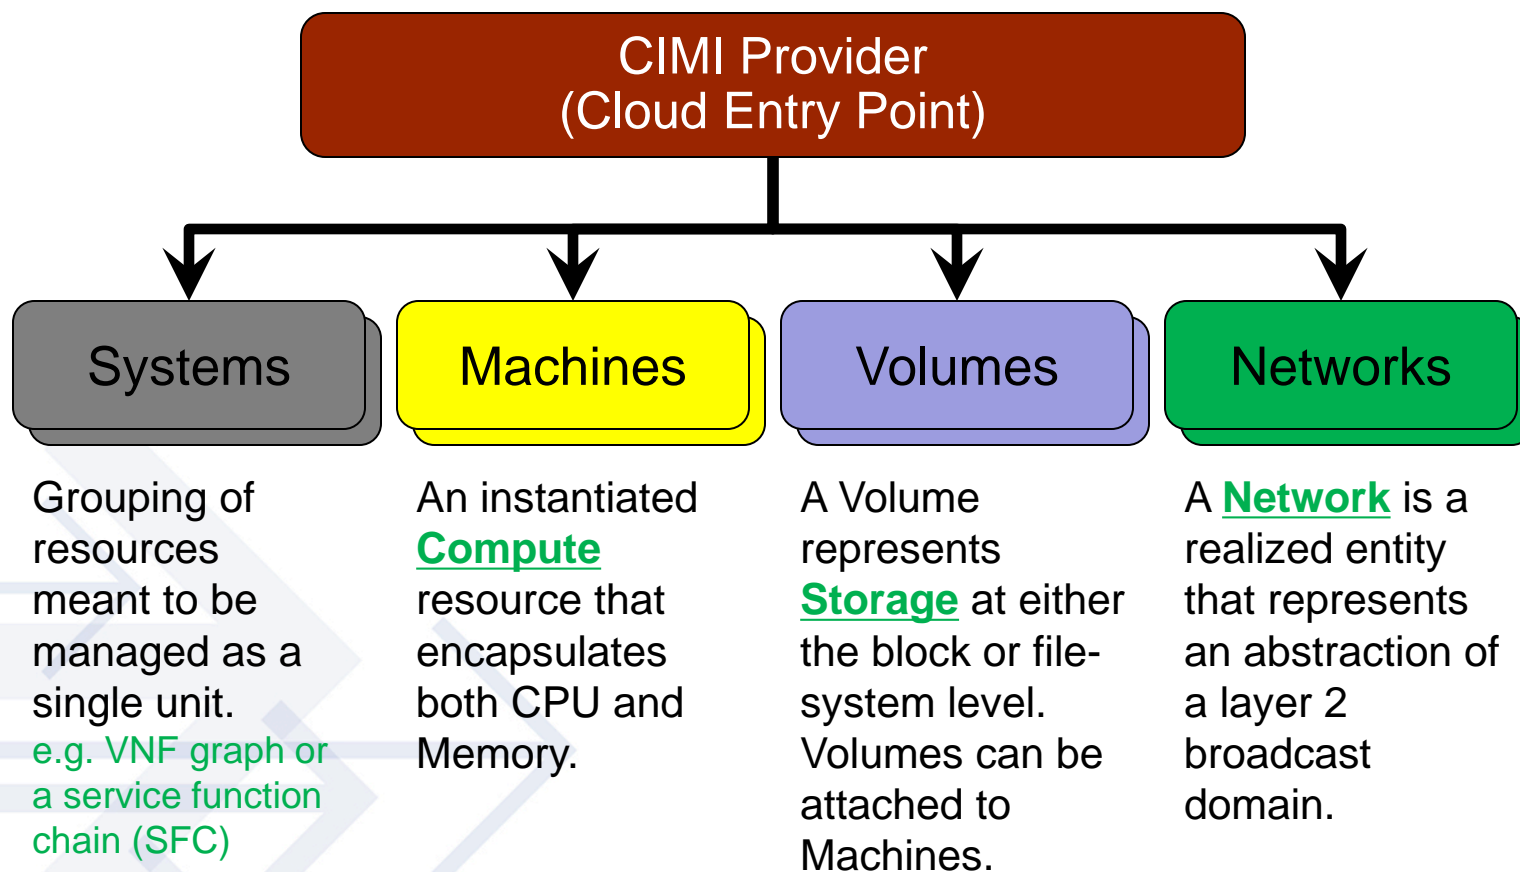 CIMI Provider
(Cloud Entry Point)
Systems
Machines
Volumes
Networks
Grouping of
resources
meant to be
managed as a
single unit.
e.g. VNF graph or
a service function
chain (SFC)
An instantiated
Compute
resource that
encapsulates
both CPU and
Memory.
A Volume
represents
Storage at either
the block or file-
system level.
Volumes can be
attached to
Machines.
A Network is a
realized entity
that represents
an abstraction of
a layer 2
broadcast
domain.